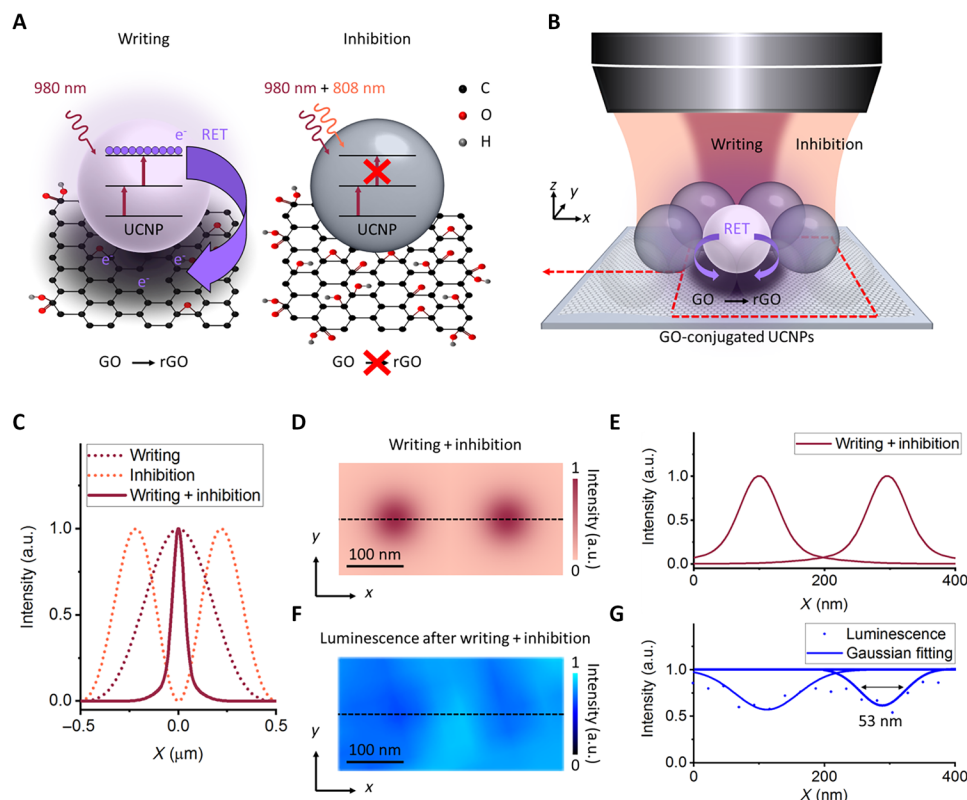 A
Writing
Inhibition
980 nm
980 nm + 808 nm
C
O
H
e-
RET
UCNP
UCNP
e-
e-
e-
GO → rGO
GO → rGO
B
Writing
Inhibition
z
y
x
RET
GO → rGO
GO-conjugated UCNPs
C
Writing
Inhibition
Writing + inhibition
Intensity (a.u.)
1.0
0.5
0.0
−0.5
0.0
0.5
X (μm)
D
Writing + inhibition
100 nm
y
x
1
0
Intensity (a.u.)
E
Writing + inhibition
Intensity (a.u.)
1.0
0.5
0.0
0
200
400
X (nm)
F
Luminescence after writing + inhibition
100 nm
y
x
1
0
Intensity (a.u.)
G
Luminescence
Gaussian fitting
Intensity (a.u.)
1.0
0.5
0.0
53 nm
0
200
400
X (nm)